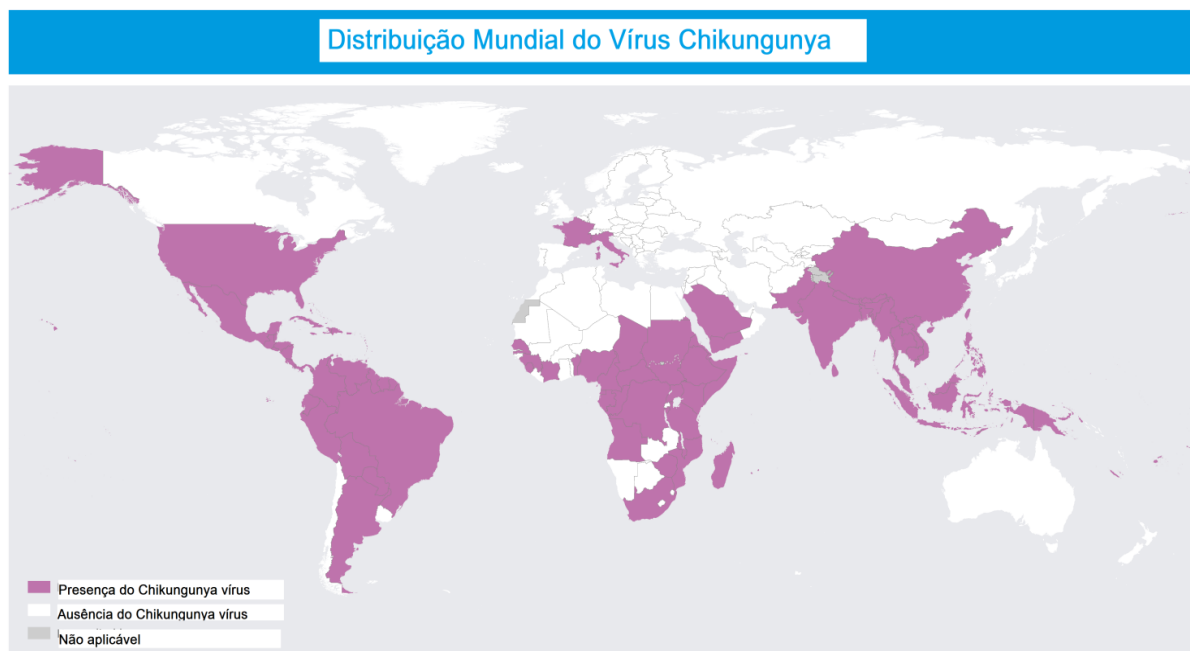 Distribuição Mundial do Vírus Chikungunya
Presença do Chikungunya vírus
Ausência do Chikungunya vírus
Não aplicável